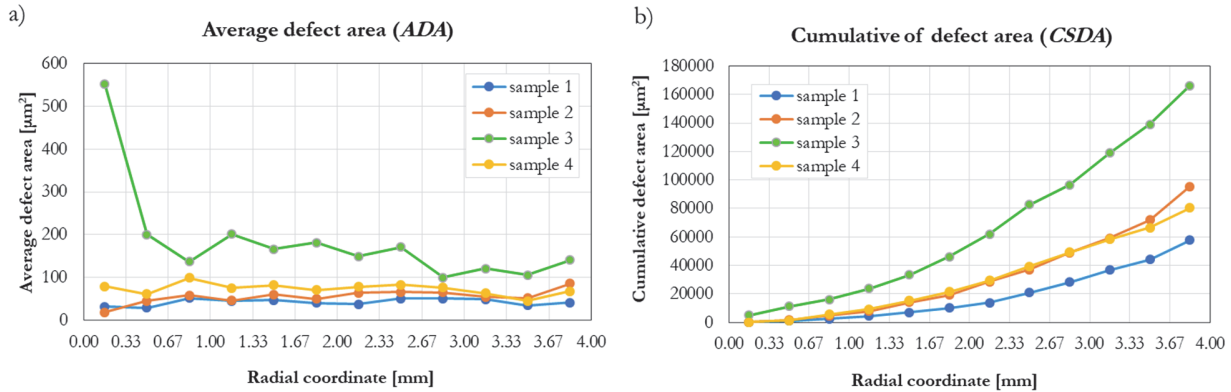 a)
Average defect area (ADA)
Average defect area [µm²]
600
500
400
300
200
100
0
sample 1
sample 2
sample 3
sample 4
0.00 0.33 0.67 1.00 1.33 1.67 2.00 2.33 2.67 3.00 3.33 3.67 4.00
Radial coordinate [mm]
b)
Cumulative of defect area (CSDA)
Cumulative defect area [µm²]
180000
160000
140000
120000
100000
80000
60000
40000
20000
0
sample 1
sample 2
sample 3
sample 4
0.00 0.33 0.67 1.00 1.33 1.67 2.00 2.33 2.67 3.00 3.33 3.67 4.00
Radial coordinate [mm]